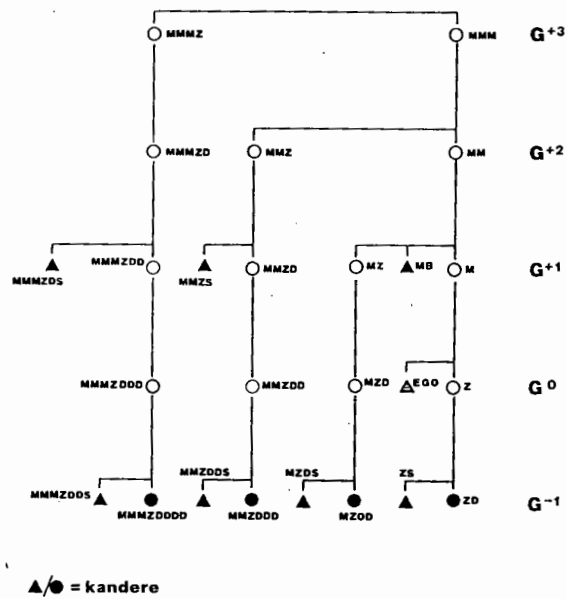 MMMZ MMM G+3
MMMZD MMZ MM G+2
MMMZDD MMZD MZ MB M G+1
MMMZDS MMZS
MMMZDDD MMZDD MZD EGO Z G0
MMZDDS MZDS ZS
MMMZDDS ZD G-1
MMMZDDDD MMZDDD MZOD
▲/● = kandere